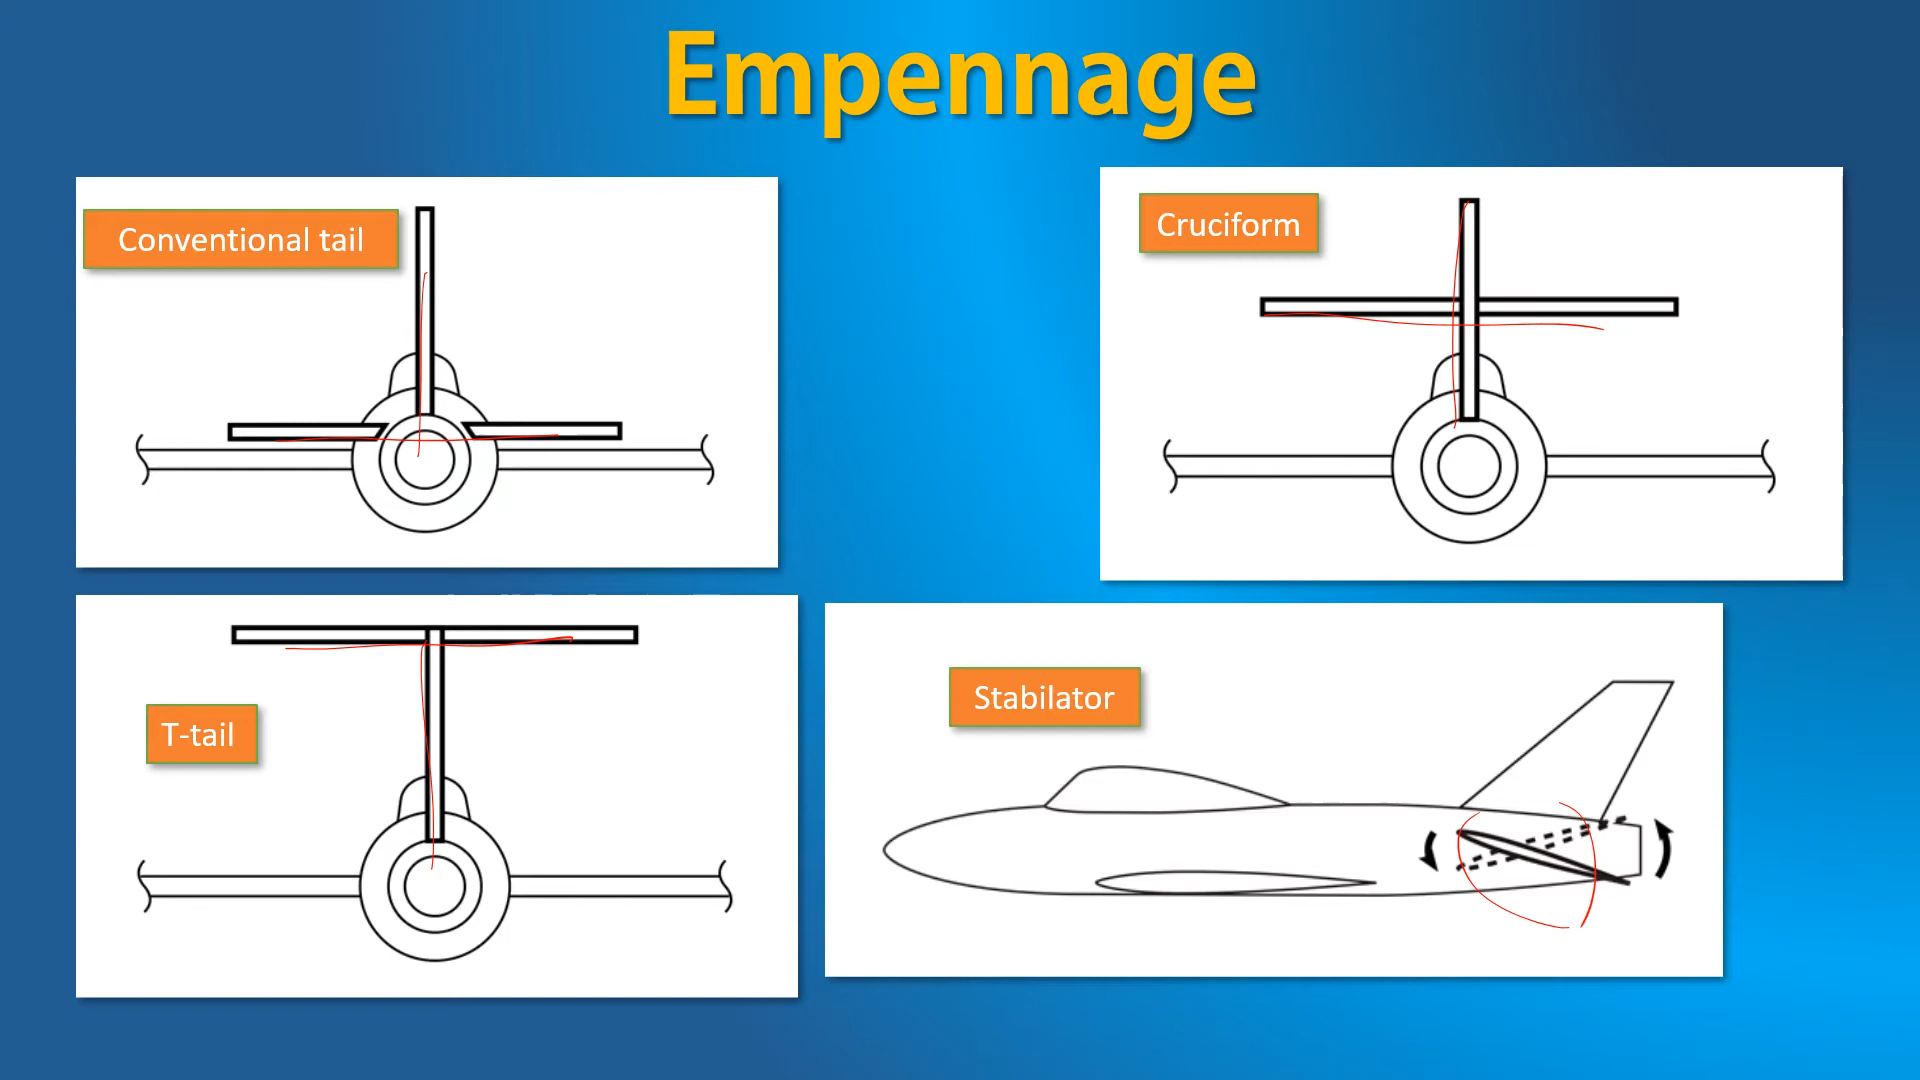 Empennage
Conventional tail
Cruciform
T-tail
Stabilator